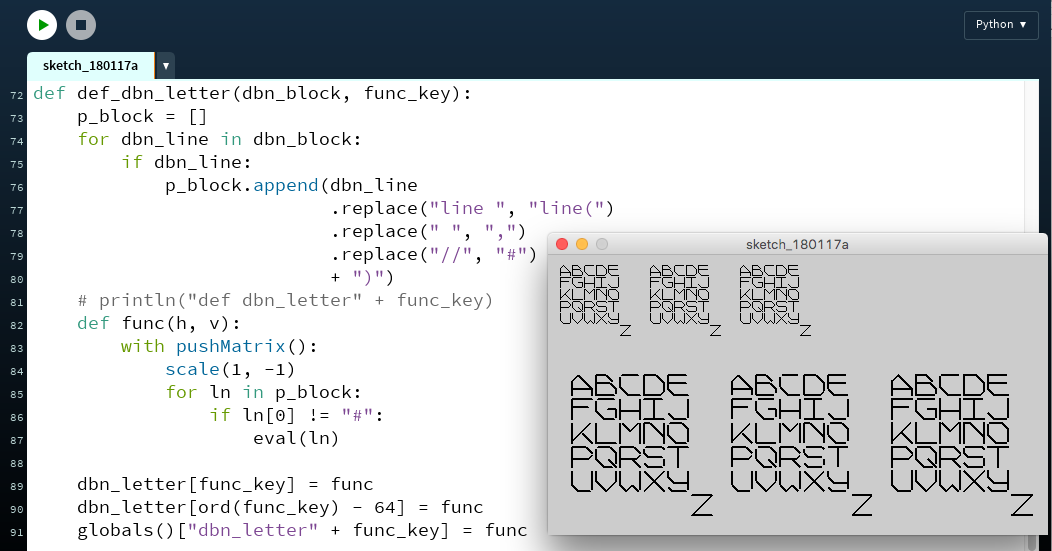 Python ▼
sketch_180117a ▼
72 def def_dbn_letter(dbn_block, func_key):
73     p_block = []
74     for dbn_line in dbn_block:
75         if dbn_line:
76             p_block.append(dbn_line
77                            .replace("line ", "line(")
78                            .replace(" ", ",")
79                            .replace("//", "#")
80                            + ")")
81     # println("def dbn_letter" + func_key)
82     def func(h, v):
83         with pushMatrix():
84             scale(1, -1)
85             for ln in p_block:
86                 if ln[0] != "#":
87                     eval(ln)
88
89     dbn_letter[func_key] = func
90     dbn_letter[ord(func_key) - 64] = func
91     globals()["dbn_letter" + func_key] = func
sketch_180117a
ABCDE ABCDE ABCDE
FGHIJ FGHIJ FGHIJ
KLMNO KLMNO KLMNO
PQRST PQRST PQRST
UVWXY UVWXY UVWXY
Z Z Z
ABCDE ABCDE ABCDE
FGHIJ FGHIJ FGHIJ
KLMNO KLMNO KLMNO
PQRST PQRST PQRST
UVWXY UVWXY UVWXY
Z Z Z